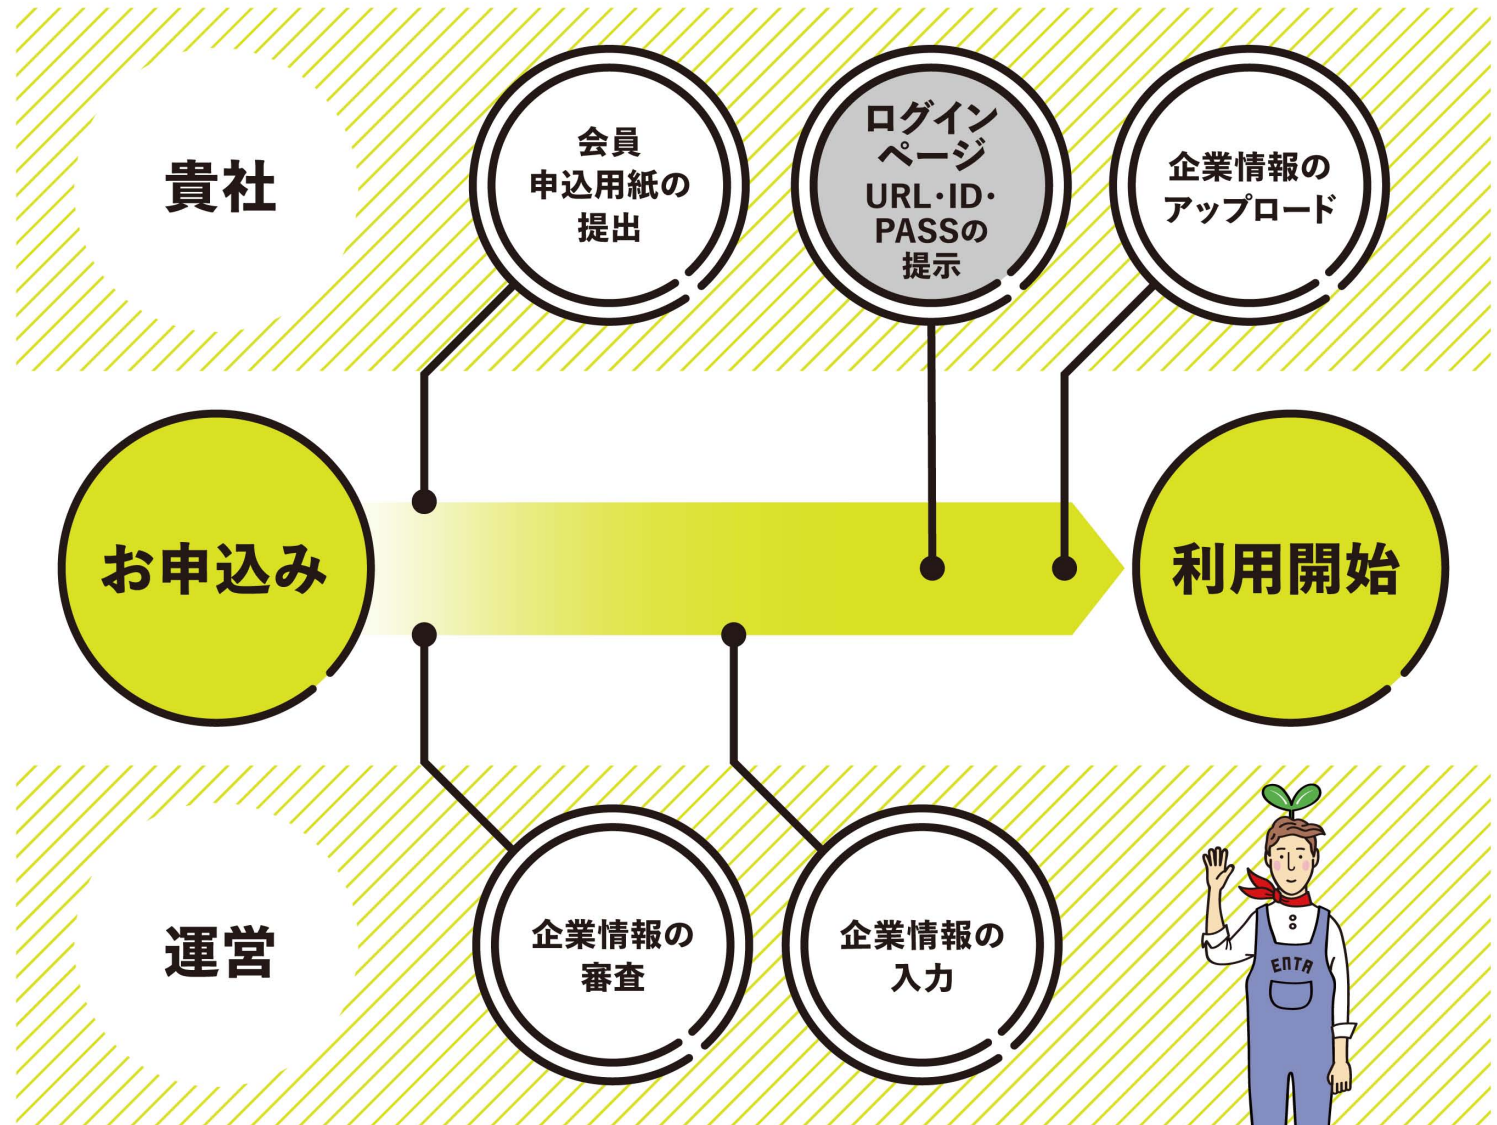 貴社
会員
申込用紙の
提出
ログイン
ページ
URL・ID・
PASSの
提示
企業情報の
アップロード
お申込み
利用開始
運営
企業情報の
審査
企業情報の
入力
ENTA